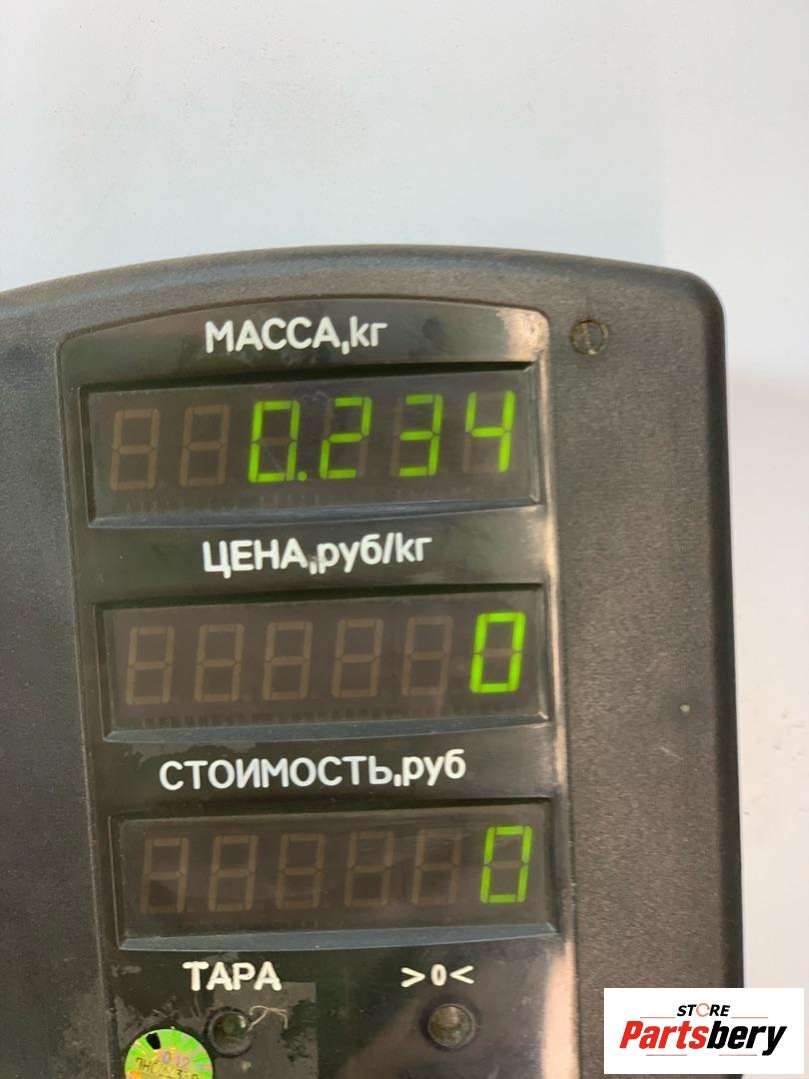 МАССА,кг
0.234
ЦЕНА,руб/кг
0
СТОИМОСТЬ,руб
0
ТАРА >0<
STORE
Partsbery